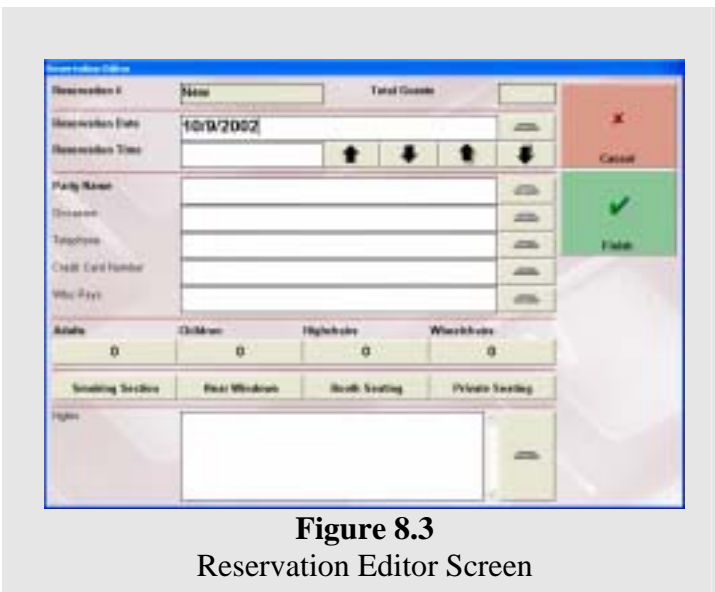 Reservation Editor
Reservation # New Total Guests
Reservation Date 10/9/2002
Reservation Time
Cancel
Party Name
Occasion
Telephone
Finish
Credit Card Number
Who Pays
Adults Children Highchairs Wheelchairs
0 0 0 0
Smoking Section Near Windows Booth Seating Private Seating
Notes
Figure 8.3
Reservation Editor Screen